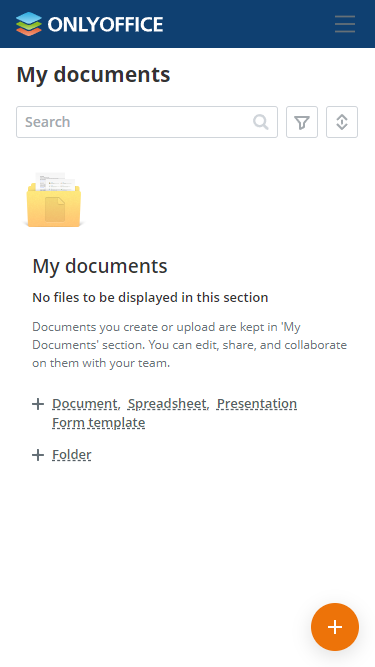 ONLYOFFICE
My documents
Search
My documents
No files to be displayed in this section
Documents you create or upload are kept in 'My
Documents' section. You can edit, share, and collaborate
on them with your team.
Document, Spreadsheet, Presentation
Form template
Folder